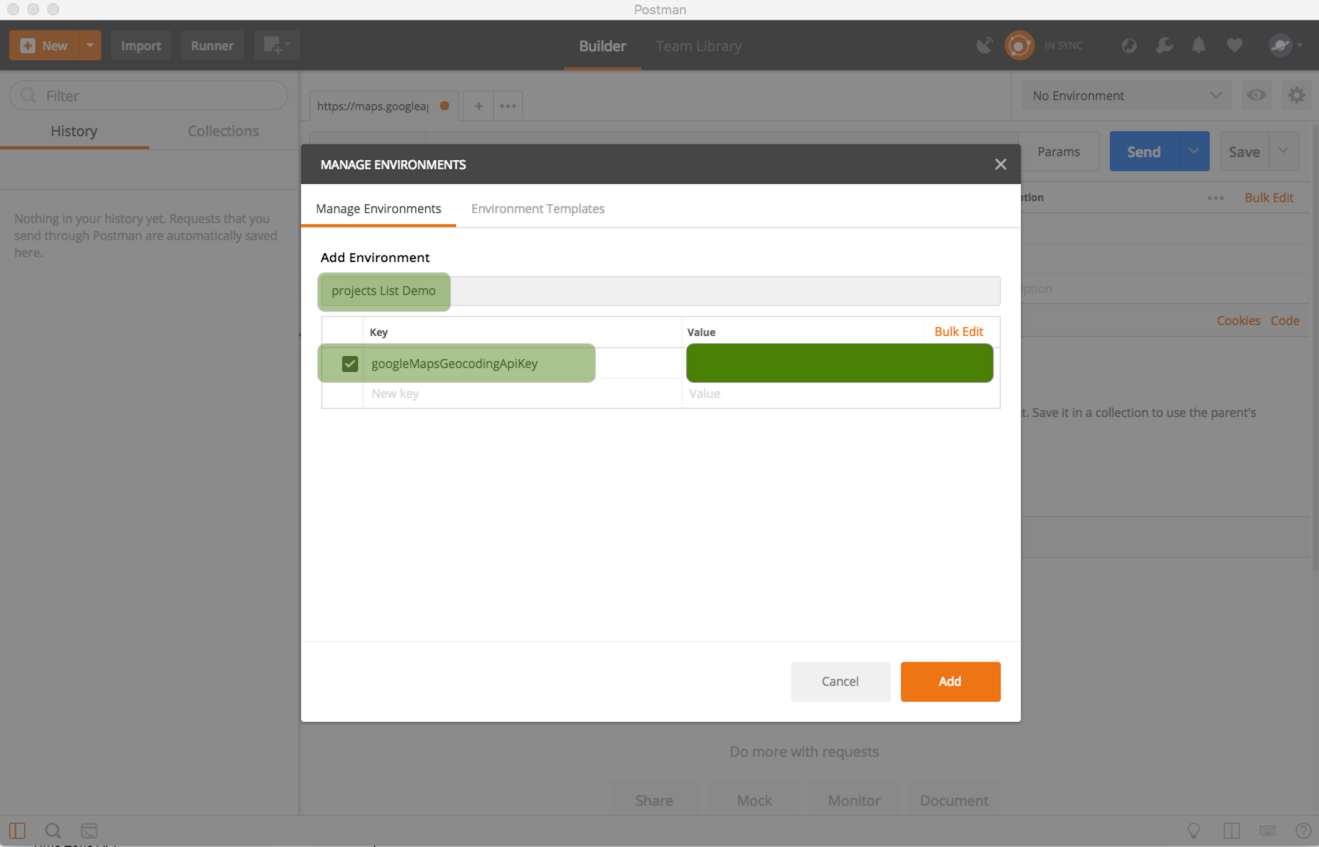 Postman
New
Import
Runner
Builder
Team Library
IN SYNC
Filter
https://maps.googleap
No Environment
History
Collections
Params
Send
Save
MANAGE ENVIRONMENTS
Manage Environments
Environment Templates
ption
Bulk Edit
Nothing in your history yet. Requests that you
send through Postman are automatically saved
here.
Add Environment
projects List Demo
iption
Key
Value
Bulk Edit
Cookies
Code
googleMapsGeocodingApiKey
New key
Value
t. Save it in a collection to use the parent's
Cancel
Add
Do more with requests
Share
Mock
Monitor
Document